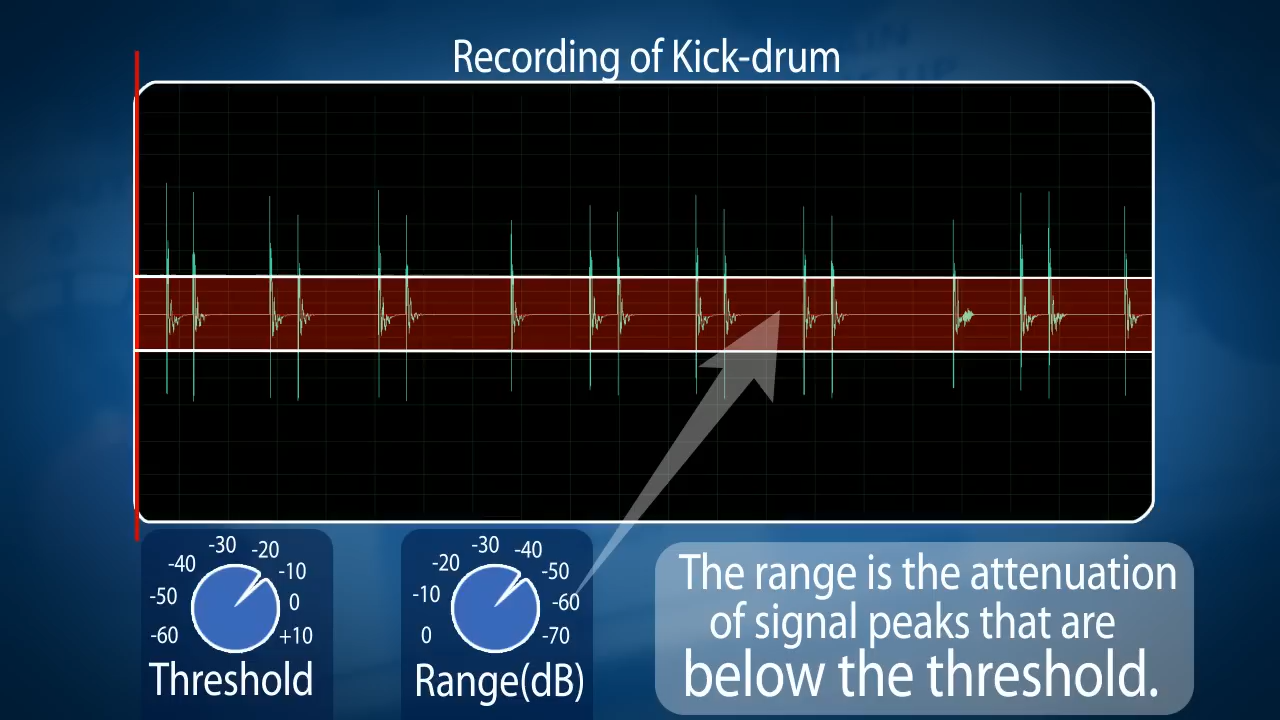 Recording of Kick-drum
-60
-50
-40
-30
-20
-10
0
+10
Threshold
0
-10
-20
-30
-40
-50
-60
-70
Range(dB)
The range is the attenuation
of signal peaks that are
below the threshold.